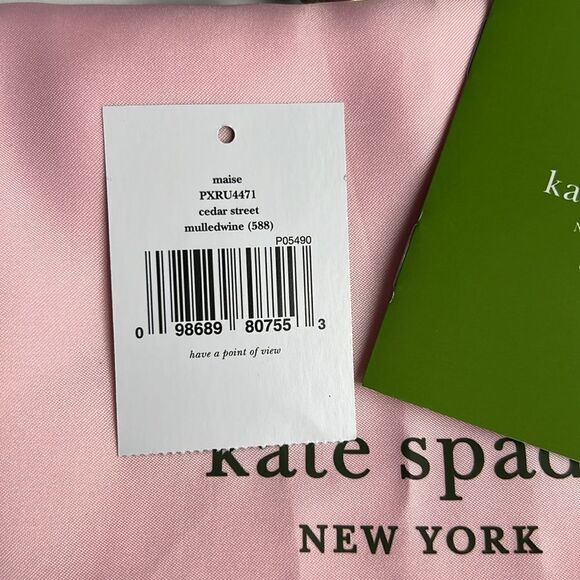 maise
PXRU4471
cedar street
mulledwine (588)
P05490
0 98689 80755 3
have a point of view
ka
N
kate spad
NEW YORK